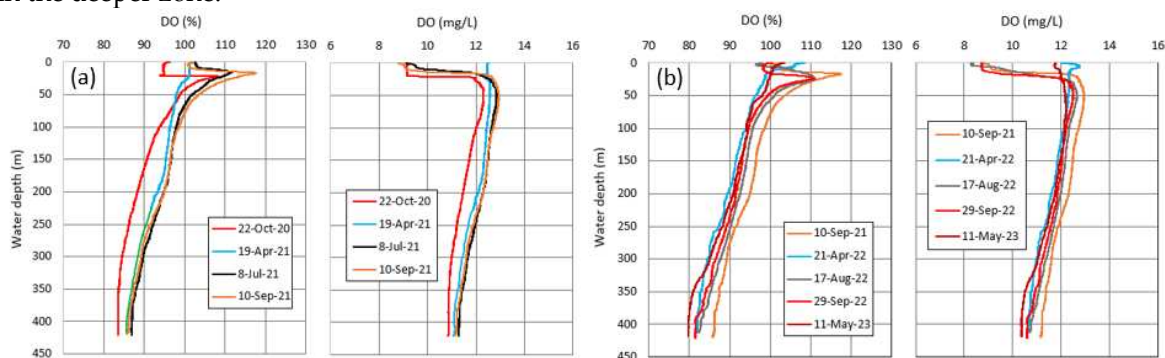 in the deeper zone.
DO (%)
70 80 90 100 110 120 130
DO (mg/L)
6 8 10 12 14 16
DO (%)
70 80 90 100 110 120 130
DO (mg/L)
6 8 10 12 14 16
(a)
(b)
Water depth (m)
0
50
100
150
200
250
300
350
400
450
22-Oct-20
19-Apr-21
8-Jul-21
10-Sep-21
22-Oct-20
19-Apr-21
8-Jul-21
10-Sep-21
Water depth (m)
0
50
100
150
200
250
300
350
400
450
10-Sep-21
21-Apr-22
17-Aug-22
29-Sep-22
11-May-23
10-Sep-21
21-Apr-22
17-Aug-22
29-Sep-22
11-May-23